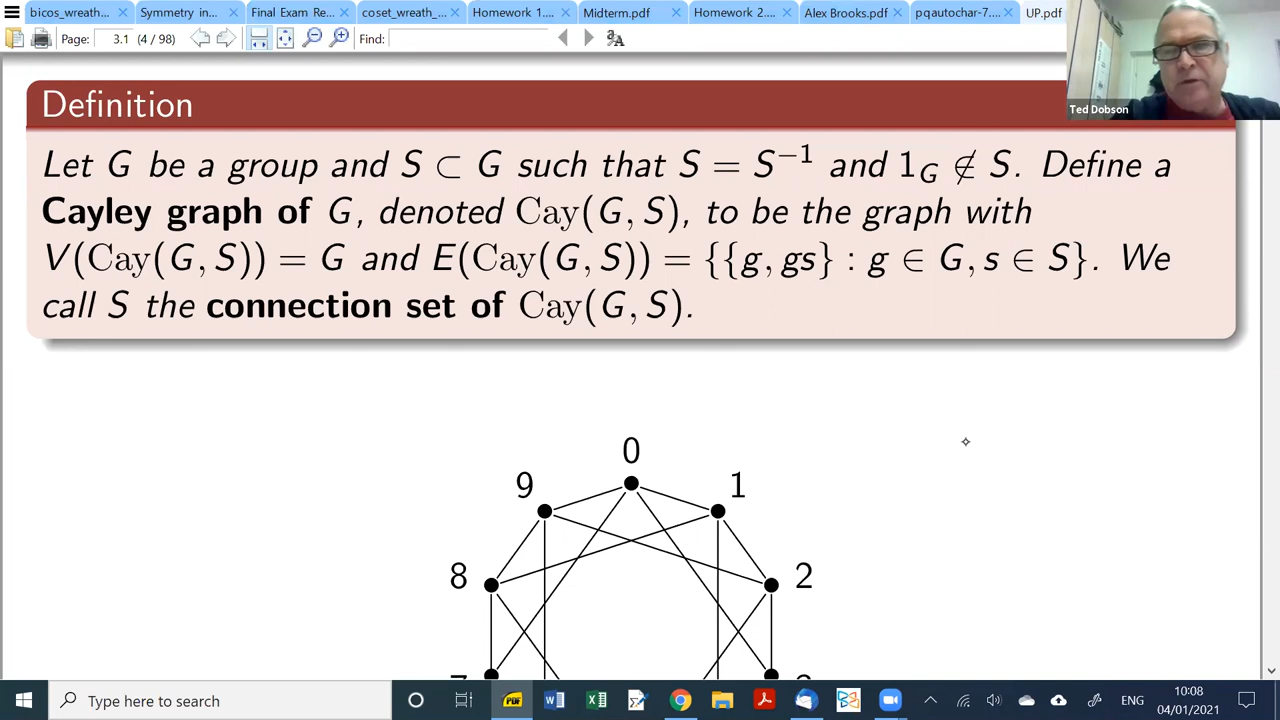 bicos_wreath... Symmetry in... Final Exam Re... coset_wreath_... Homework 1.... Midterm.pdf Homework 2.... Alex Brooks.pdf pqautochar-7.... UP.pdf
Page: 3.1 (4 / 98) Find:
Ted Dobson
Definition
Let G be a group and S ⊂ G such that S = S⁻¹ and 1_G ∉ S. Define a
Cayley graph of G, denoted Cay(G, S), to be the graph with
V(Cay(G, S)) = G and E(Cay(G, S)) = {{g, gs} : g ∈ G, s ∈ S}. We
call S the connection set of Cay(G, S).
0
9 1
8 2
Type here to search
ENG
10:08
04/01/2021